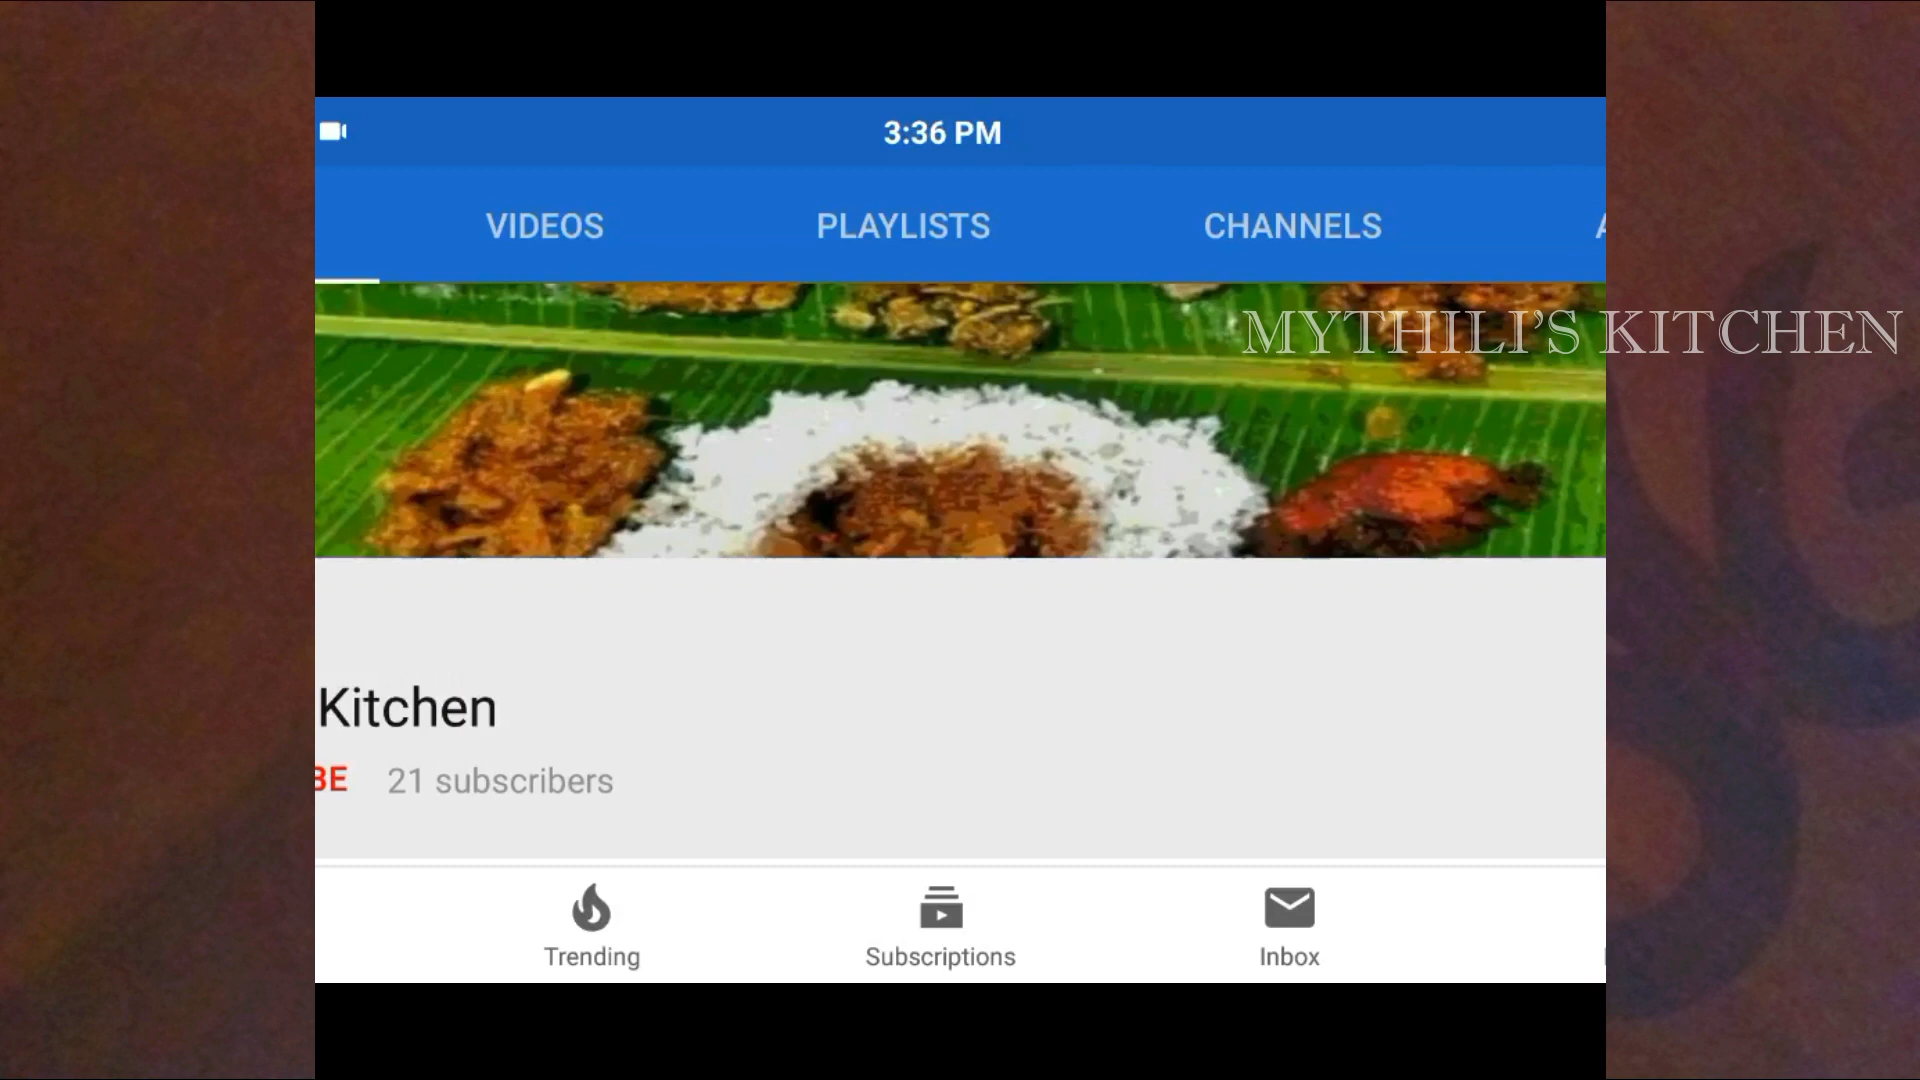 3:36 PM
VIDEOS PLAYLISTS CHANNELS
MYTHILI'S KITCHEN
Kitchen
BE 21 subscribers
Trending Subscriptions Inbox